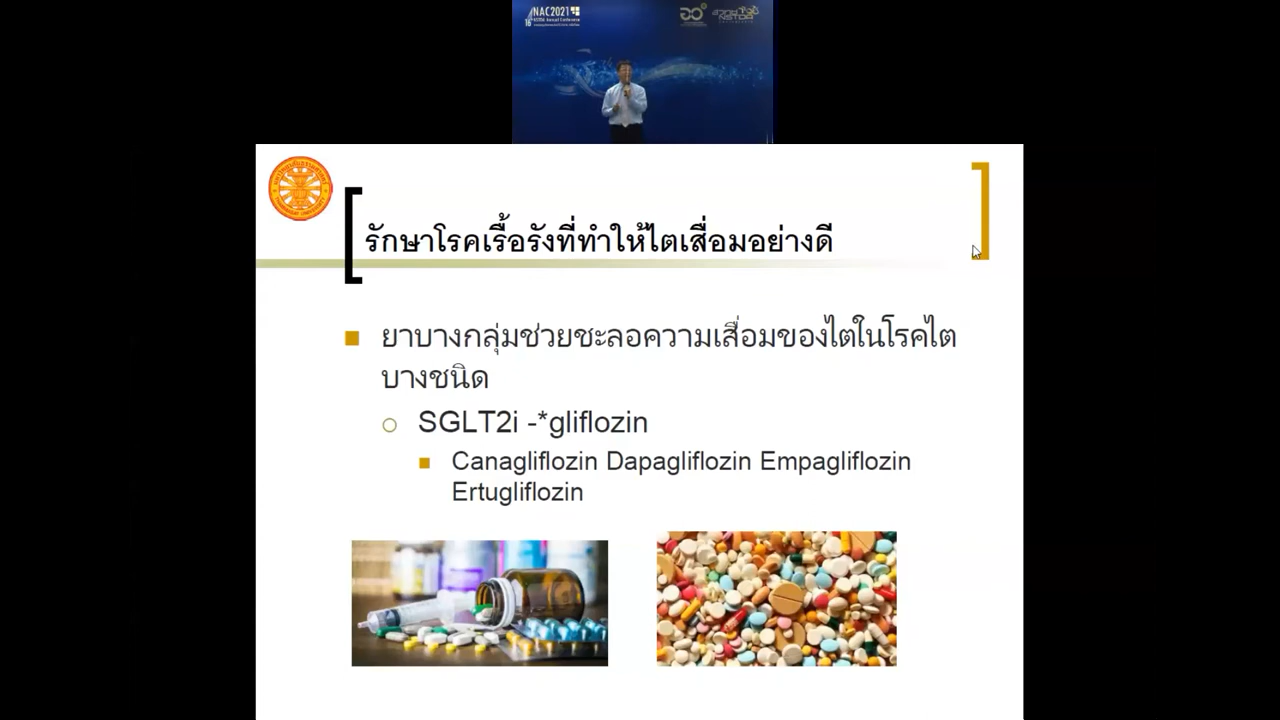 NAC2021
รักษาโรคเรื้อรังที่ทำให้ไตเสื่อมอย่างดี
ยาบางกลุ่มช่วยชะลอความเสื่อมของไตในโรคไต
บางชนิด
SGLT2i -*gliflozin
Canagliflozin Dapagliflozin Empagliflozin
Ertugliflozin